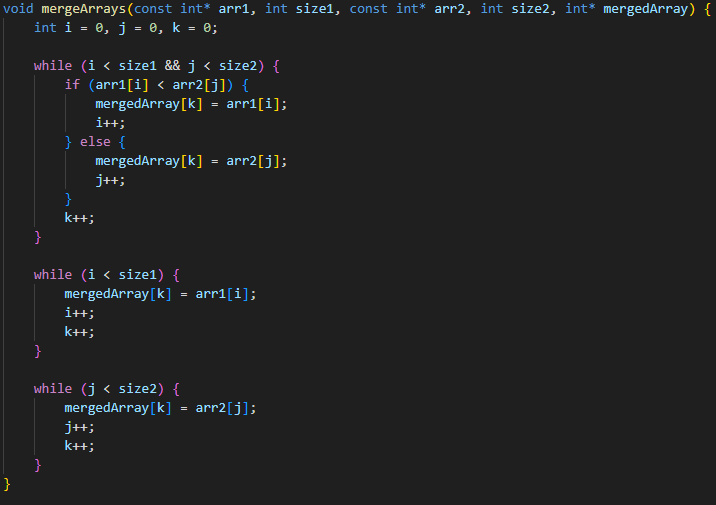 void mergeArrays(const int* arr1, int size1, const int* arr2, int size2, int* mergedArray) {
    int i = 0, j = 0, k = 0;

    while (i < size1 && j < size2) {
        if (arr1[i] < arr2[j]) {
            mergedArray[k] = arr1[i];
            i++;
        } else {
            mergedArray[k] = arr2[j];
            j++;
        }
        k++;
    }

    while (i < size1) {
        mergedArray[k] = arr1[i];
        i++;
        k++;
    }

    while (j < size2) {
        mergedArray[k] = arr2[j];
        j++;
        k++;
    }
}